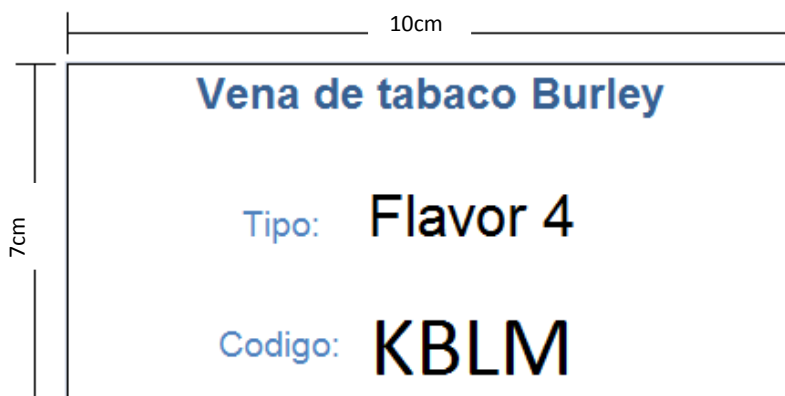 10cm
Vena de tabaco Burley
7cm
Tipo: Flavor 4
Codigo: KBLM